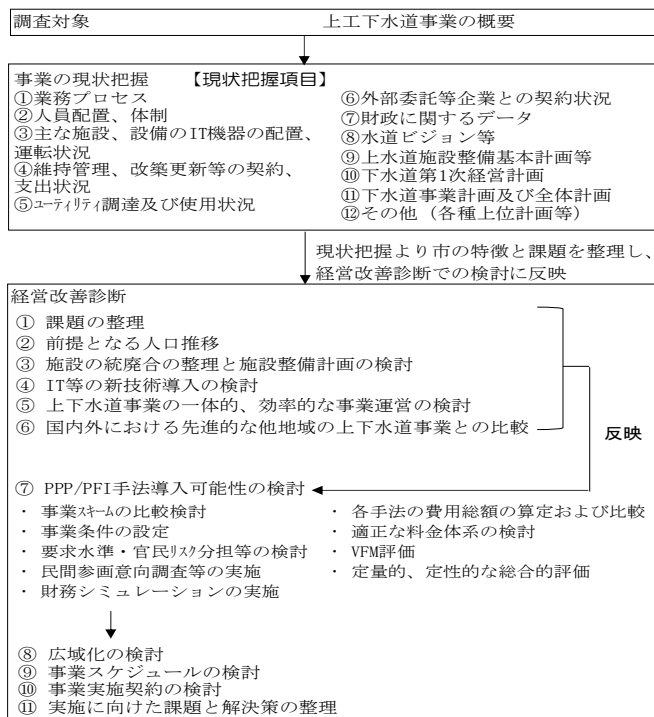 調査対象 上工下水道事業の概要
事業の現状把握 【現状把握項目】
①業務プロセス
②人員配置、体制
③主な施設、設備のIT機器の配置、
運転状況
④維持管理、改築更新等の契約、
支出状況
⑤ユーティリティ調達及び使用状況
⑥外部委託等企業との契約状況
⑦財政に関するデータ
⑧水道ビジョン等
⑨上水道施設整備基本計画等
⑩下水道第1次経営計画
⑪下水道事業計画及び全体計画
⑫その他（各種上位計画等）
現状把握より市の特徴と課題を整理し、
経営改善診断での検討に反映
経営改善診断
① 課題の整理
② 前提となる人口推移
③ 施設の統廃合の整理と施設整備計画の検討
④ IT等の新技術導入の検討
⑤ 上下水道事業の一体的、効率的な事業運営の検討
⑥ 国内外における先進的な他地域の上下水道事業との比較
反映
⑦ PPP/PFI手法導入可能性の検討
・ 事業スキームの比較検討
・ 事業条件の設定
・ 要求水準・官民リスク分担等の検討
・ 民間参画意向調査等の実施
・ 財務シミュレーションの実施
・ 各手法の費用総額の算定および比較
・ 適正な料金体系の検討
・ VFM評価
・ 定量的、定性的な総合的評価
⑧ 広域化の検討
⑨ 事業スケジュールの検討
⑩ 事業実施契約の検討
⑪ 実施に向けた課題と解決策の整理